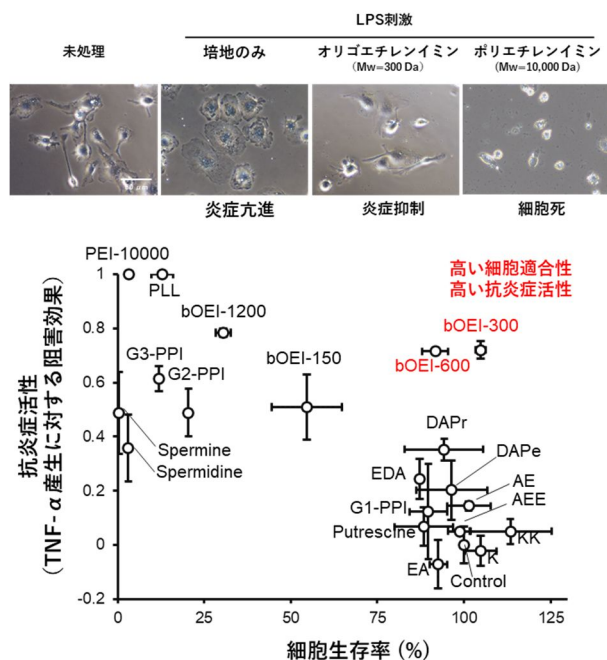 LPS刺激
未処理
培地のみ
オリゴエチレンイミン
(Mw=300 Da)
ポリエチレンイミン
(Mw=10,000 Da)
炎症亢進
炎症抑制
細胞死
高い細胞適合性
高い抗炎症活性
PEI-10000
PLL
bOEI-1200
bOEI-300
bOEI-600
G3-PPI
G2-PPI
bOEI-150
Spermine
Spermidine
DAPr
DAPe
EDA
AE
AEE
G1-PPI
Putrescine
KK
K
EA
Control
抗炎症活性
(TNF-α産生に対する阻害効果)
1
0.8
0.6
0.4
0.2
0
-0.2
0
25
50
75
100
125
細胞生存率 (%)